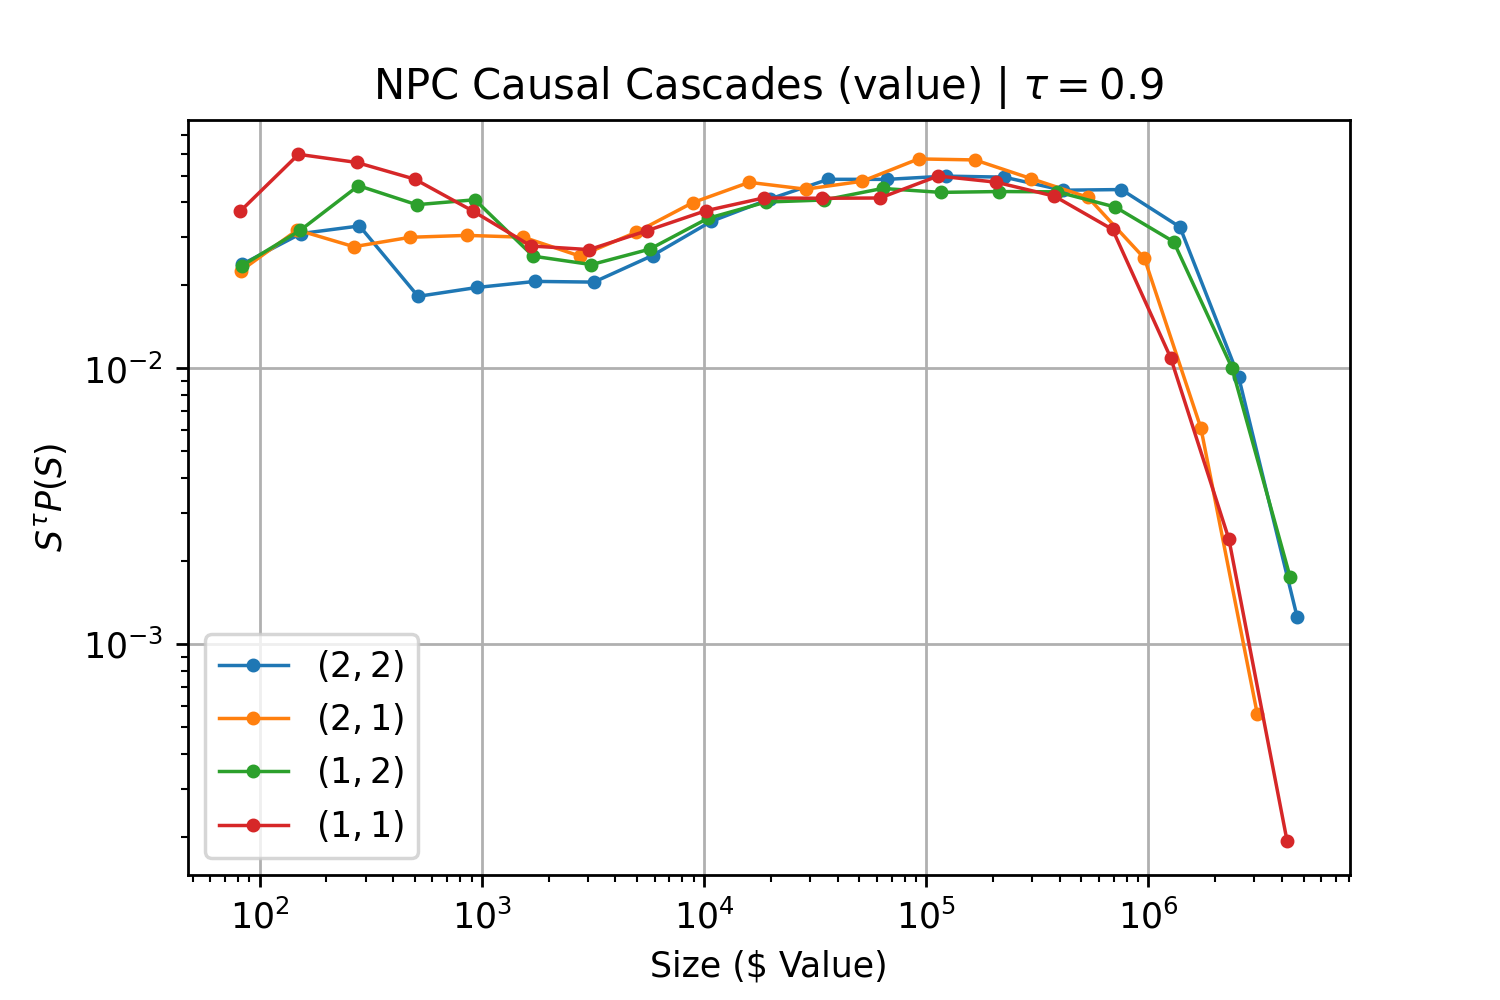 NPC Causal Cascades (value) | τ = 0.9
S^τ P(S)
10^−2
10^−3
(2, 2)
(2, 1)
(1, 2)
(1, 1)
10^2 10^3 10^4 10^5 10^6
Size ($ Value)